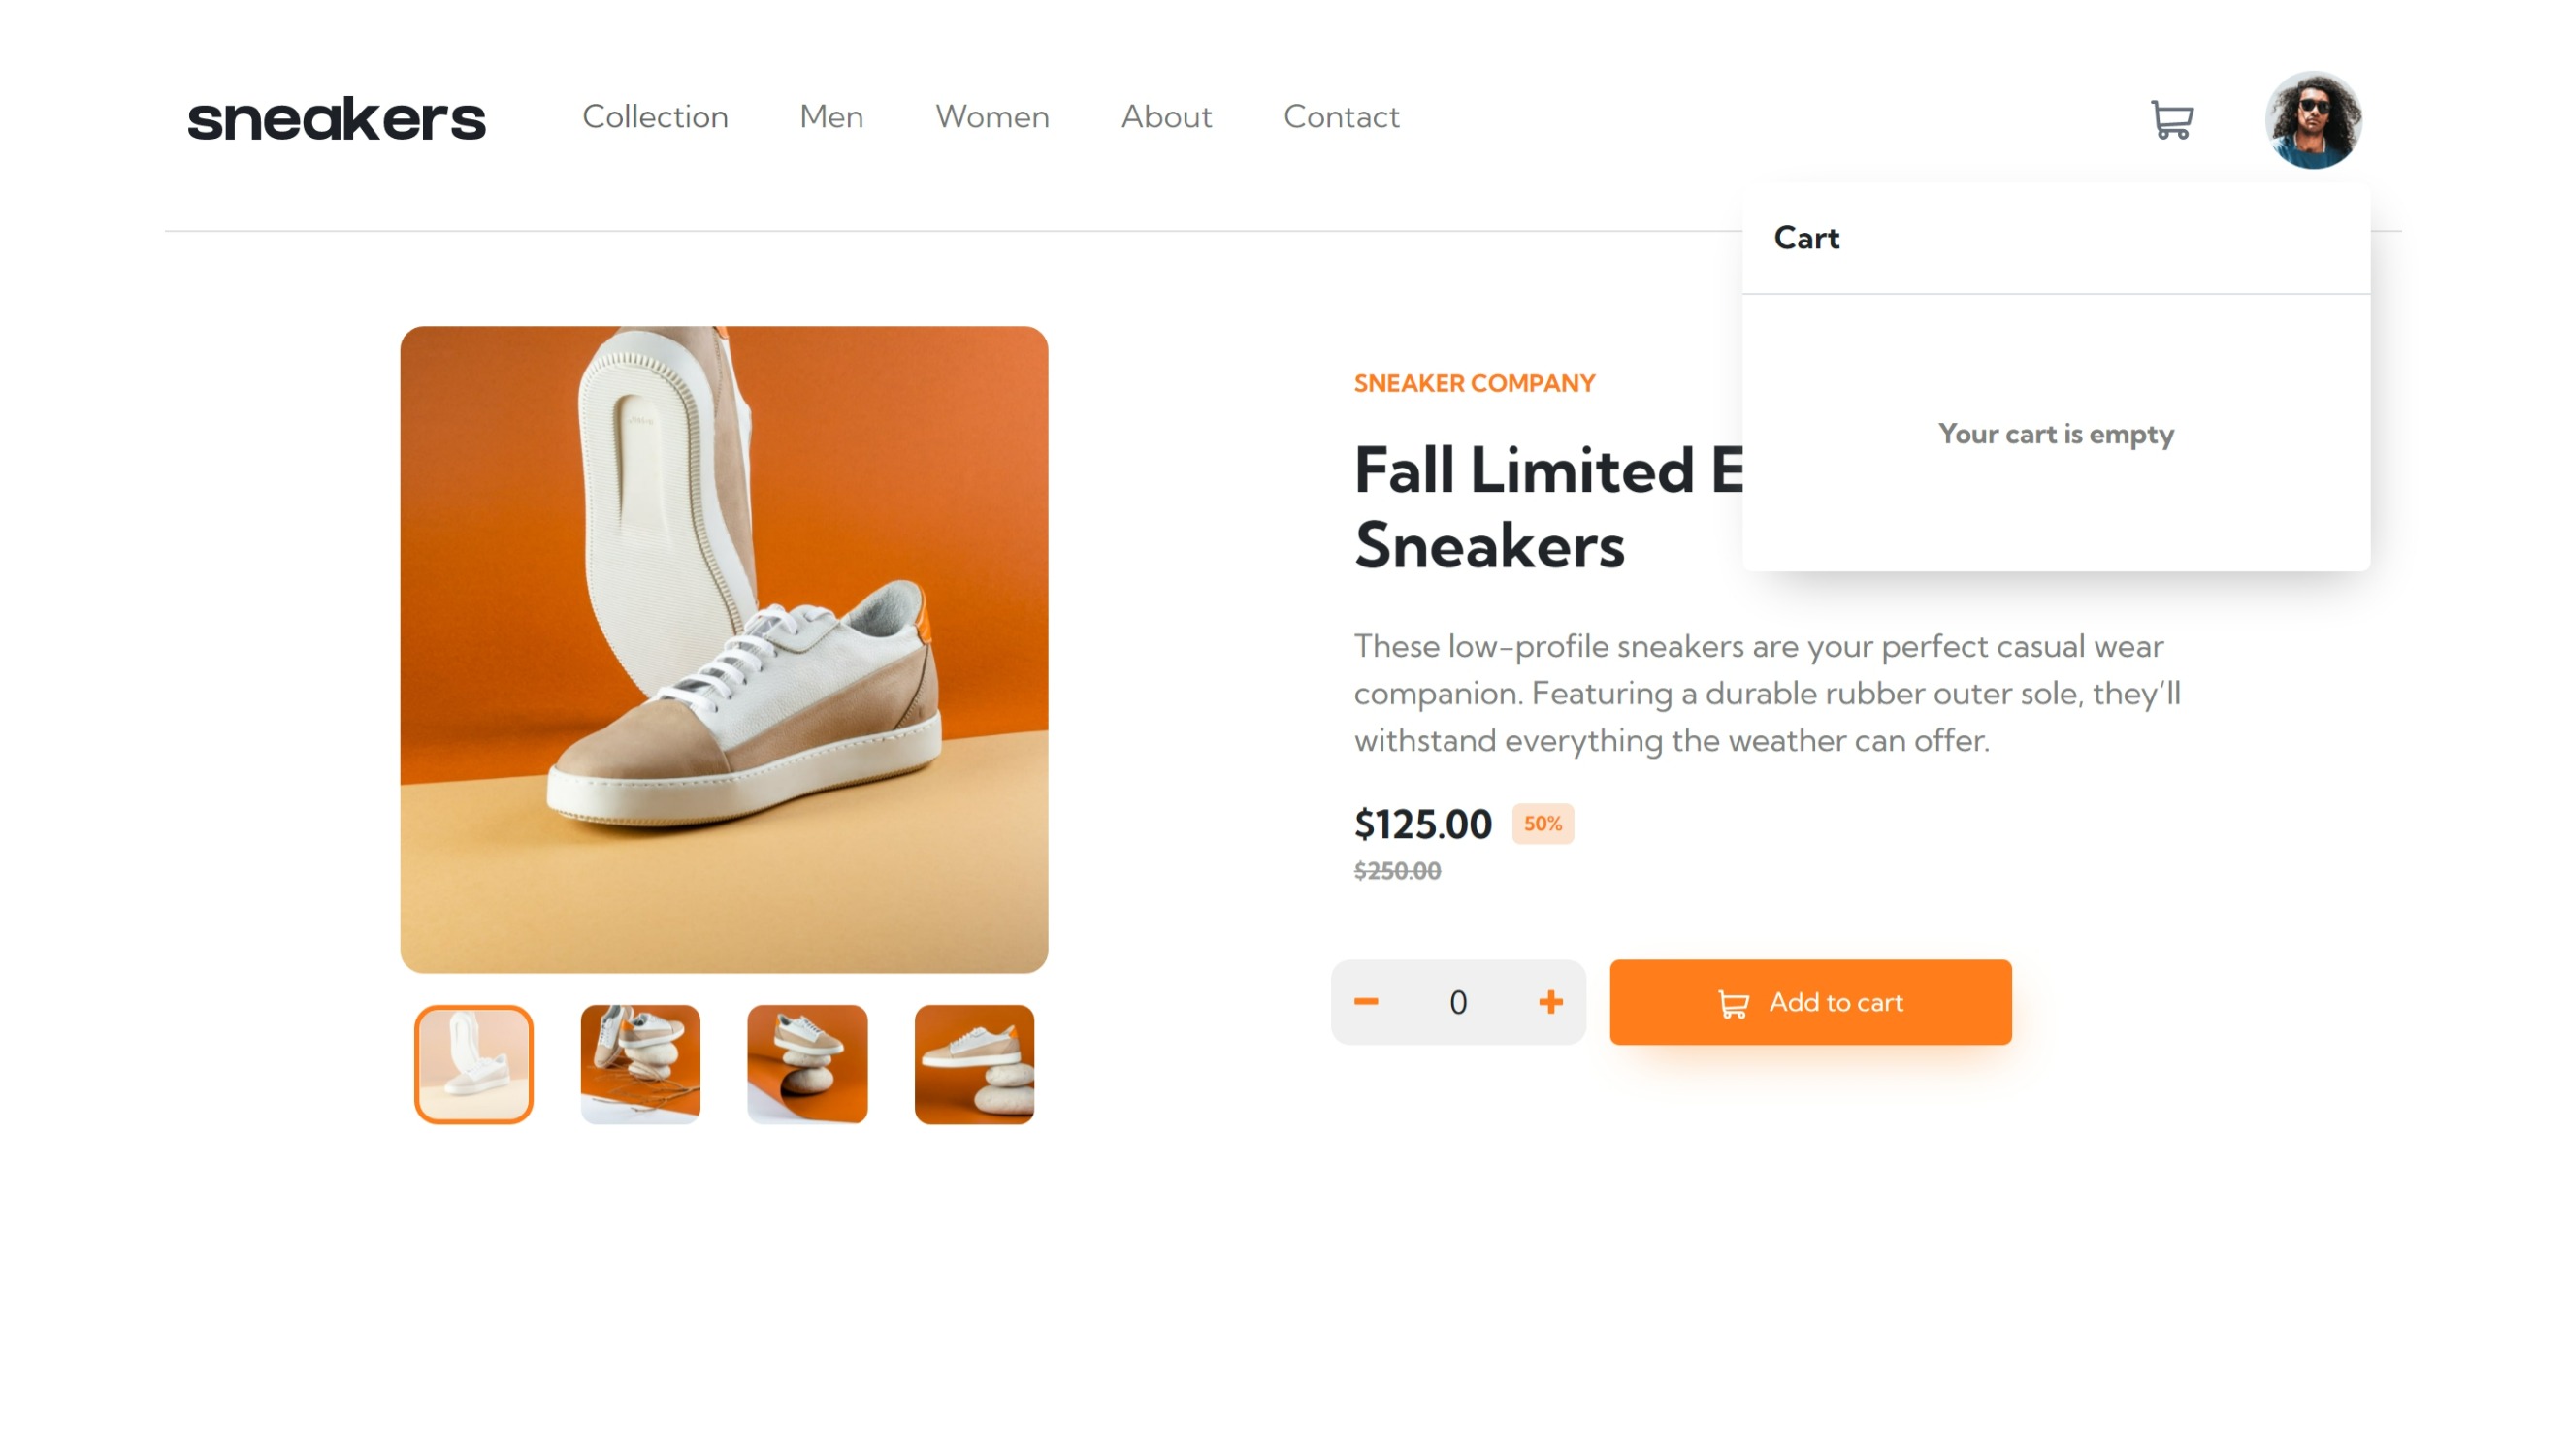 sneakers
Collection
Men
Women
About
Contact
Cart
Your cart is empty
SNEAKER COMPANY
Fall Limited E
Sneakers
These low-profile sneakers are your perfect casual wear
companion. Featuring a durable rubber outer sole, they’ll
withstand everything the weather can offer.
$125.00 50%
$250.00
0
Add to cart